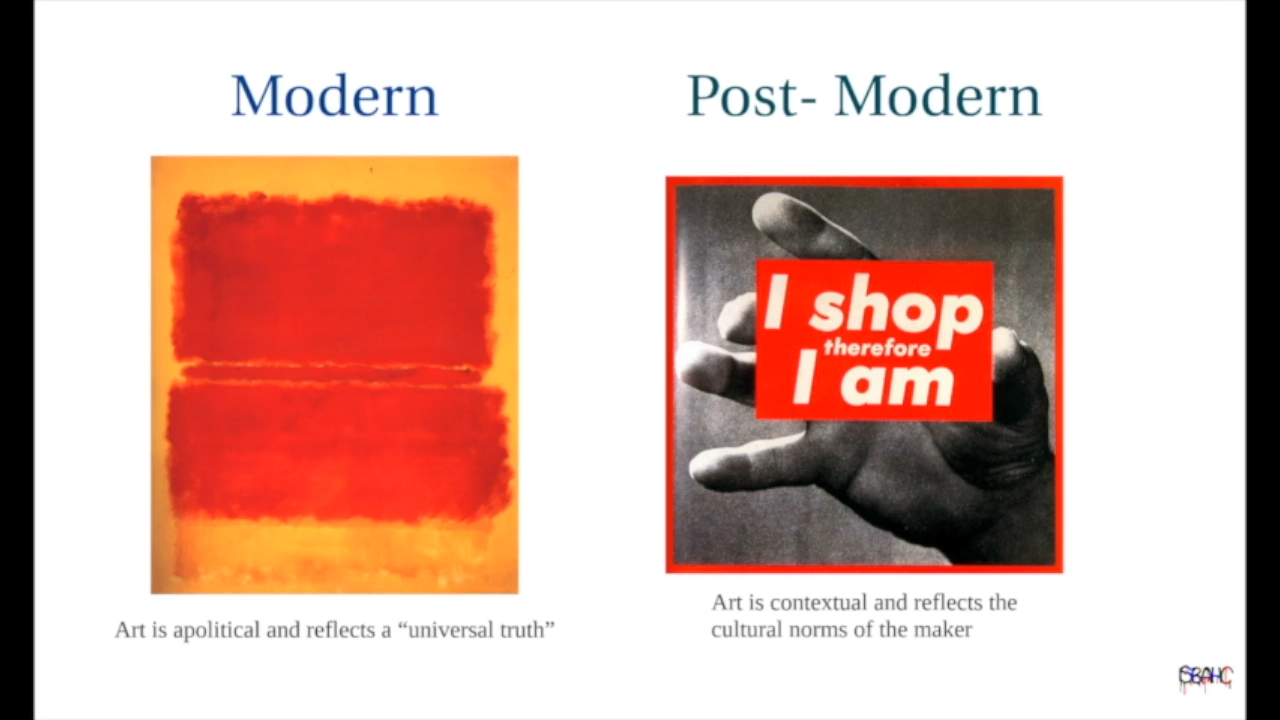 Modern
Post- Modern
I shop
therefore
I am
Art is apolitical and reflects a “universal truth”
Art is contextual and reflects the
cultural norms of the maker
SBAHC